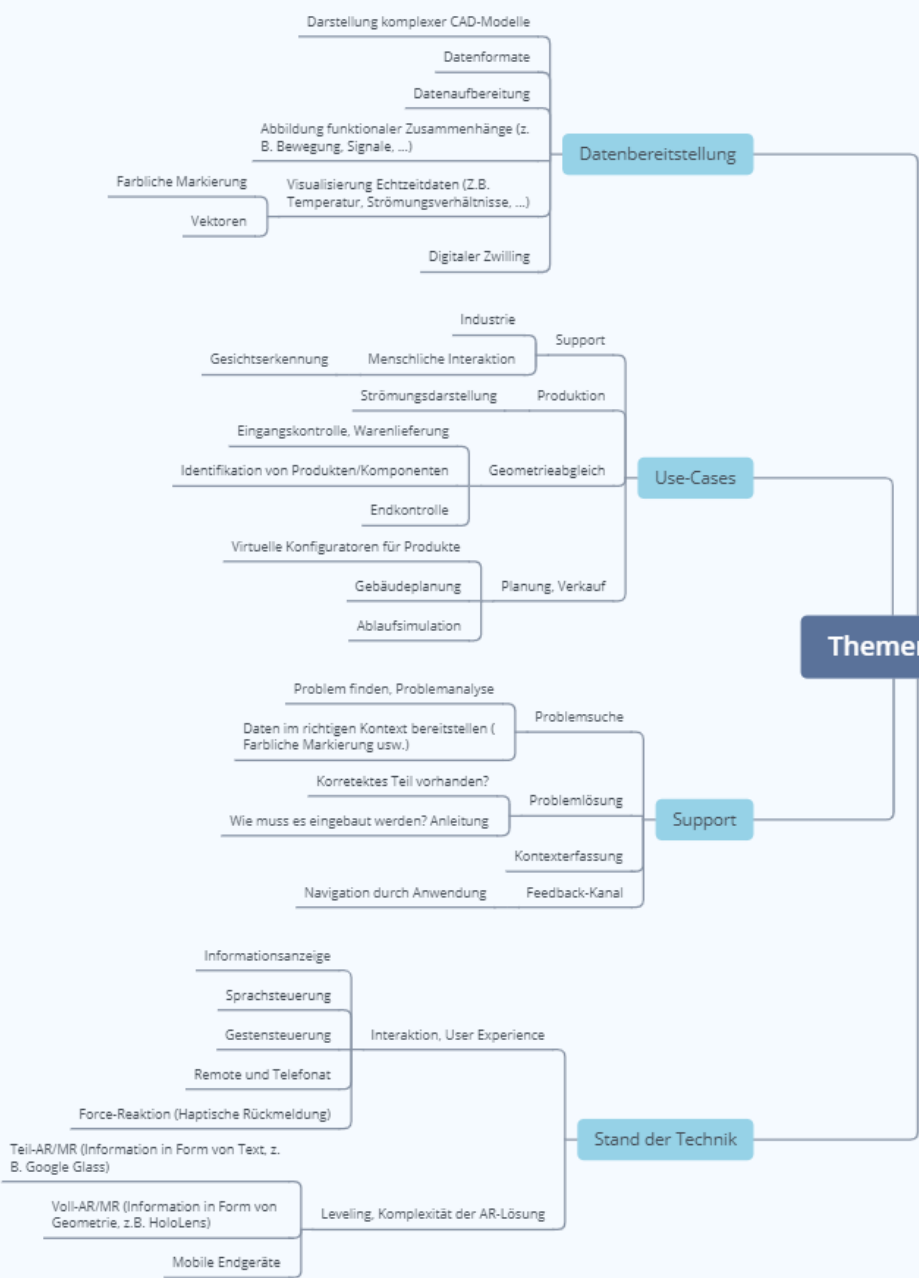 Darstellung komplexer CAD-Modelle
Datenformate
Datenaufbereitung
Abbildung funktionaler Zusammenhänge (z.
B. Bewegung, Signale, ...)
Datenbereitstellung
Farbliche Markierung
Vektoren
Visualisierung Echtzeitdaten (Z.B.
Temperatur, Strömungsverhältnisse, ...)
Digitaler Zwilling
Industrie
Support
Gesichtserkennung
Menschliche Interaktion
Strömungsdarstellung
Produktion
Eingangskontrolle, Warenlieferung
Identifikation von Produkten/Komponenten
Geometrieabgleich
Use-Cases
Endkontrolle
Virtuelle Konfiguratoren für Produkte
Gebäudeplanung
Planung, Verkauf
Ablaufsimulation
Themen
Problem finden, Problemanalyse
Problemsuche
Daten im richtigen Kontext bereitstellen (
Farbliche Markierung usw.)
Korretektes Teil vorhanden?
Problemlösung
Wie muss es eingebaut werden? Anleitung
Support
Kontexterfassung
Navigation durch Anwendung
Feedback-Kanal
Informationsanzeige
Sprachsteuerung
Gestensteuerung
Interaktion, User Experience
Remote und Telefonat
Force-Reaktion (Haptische Rückmeldung)
Stand der Technik
Teil-AR/MR (Information in Form von Text, z.
B. Google Glass)
Voll-AR/MR (Information in Form von
Geometrie, z.B. HoloLens)
Leveling, Komplexität der AR-Lösung
Mobile Endgeräte